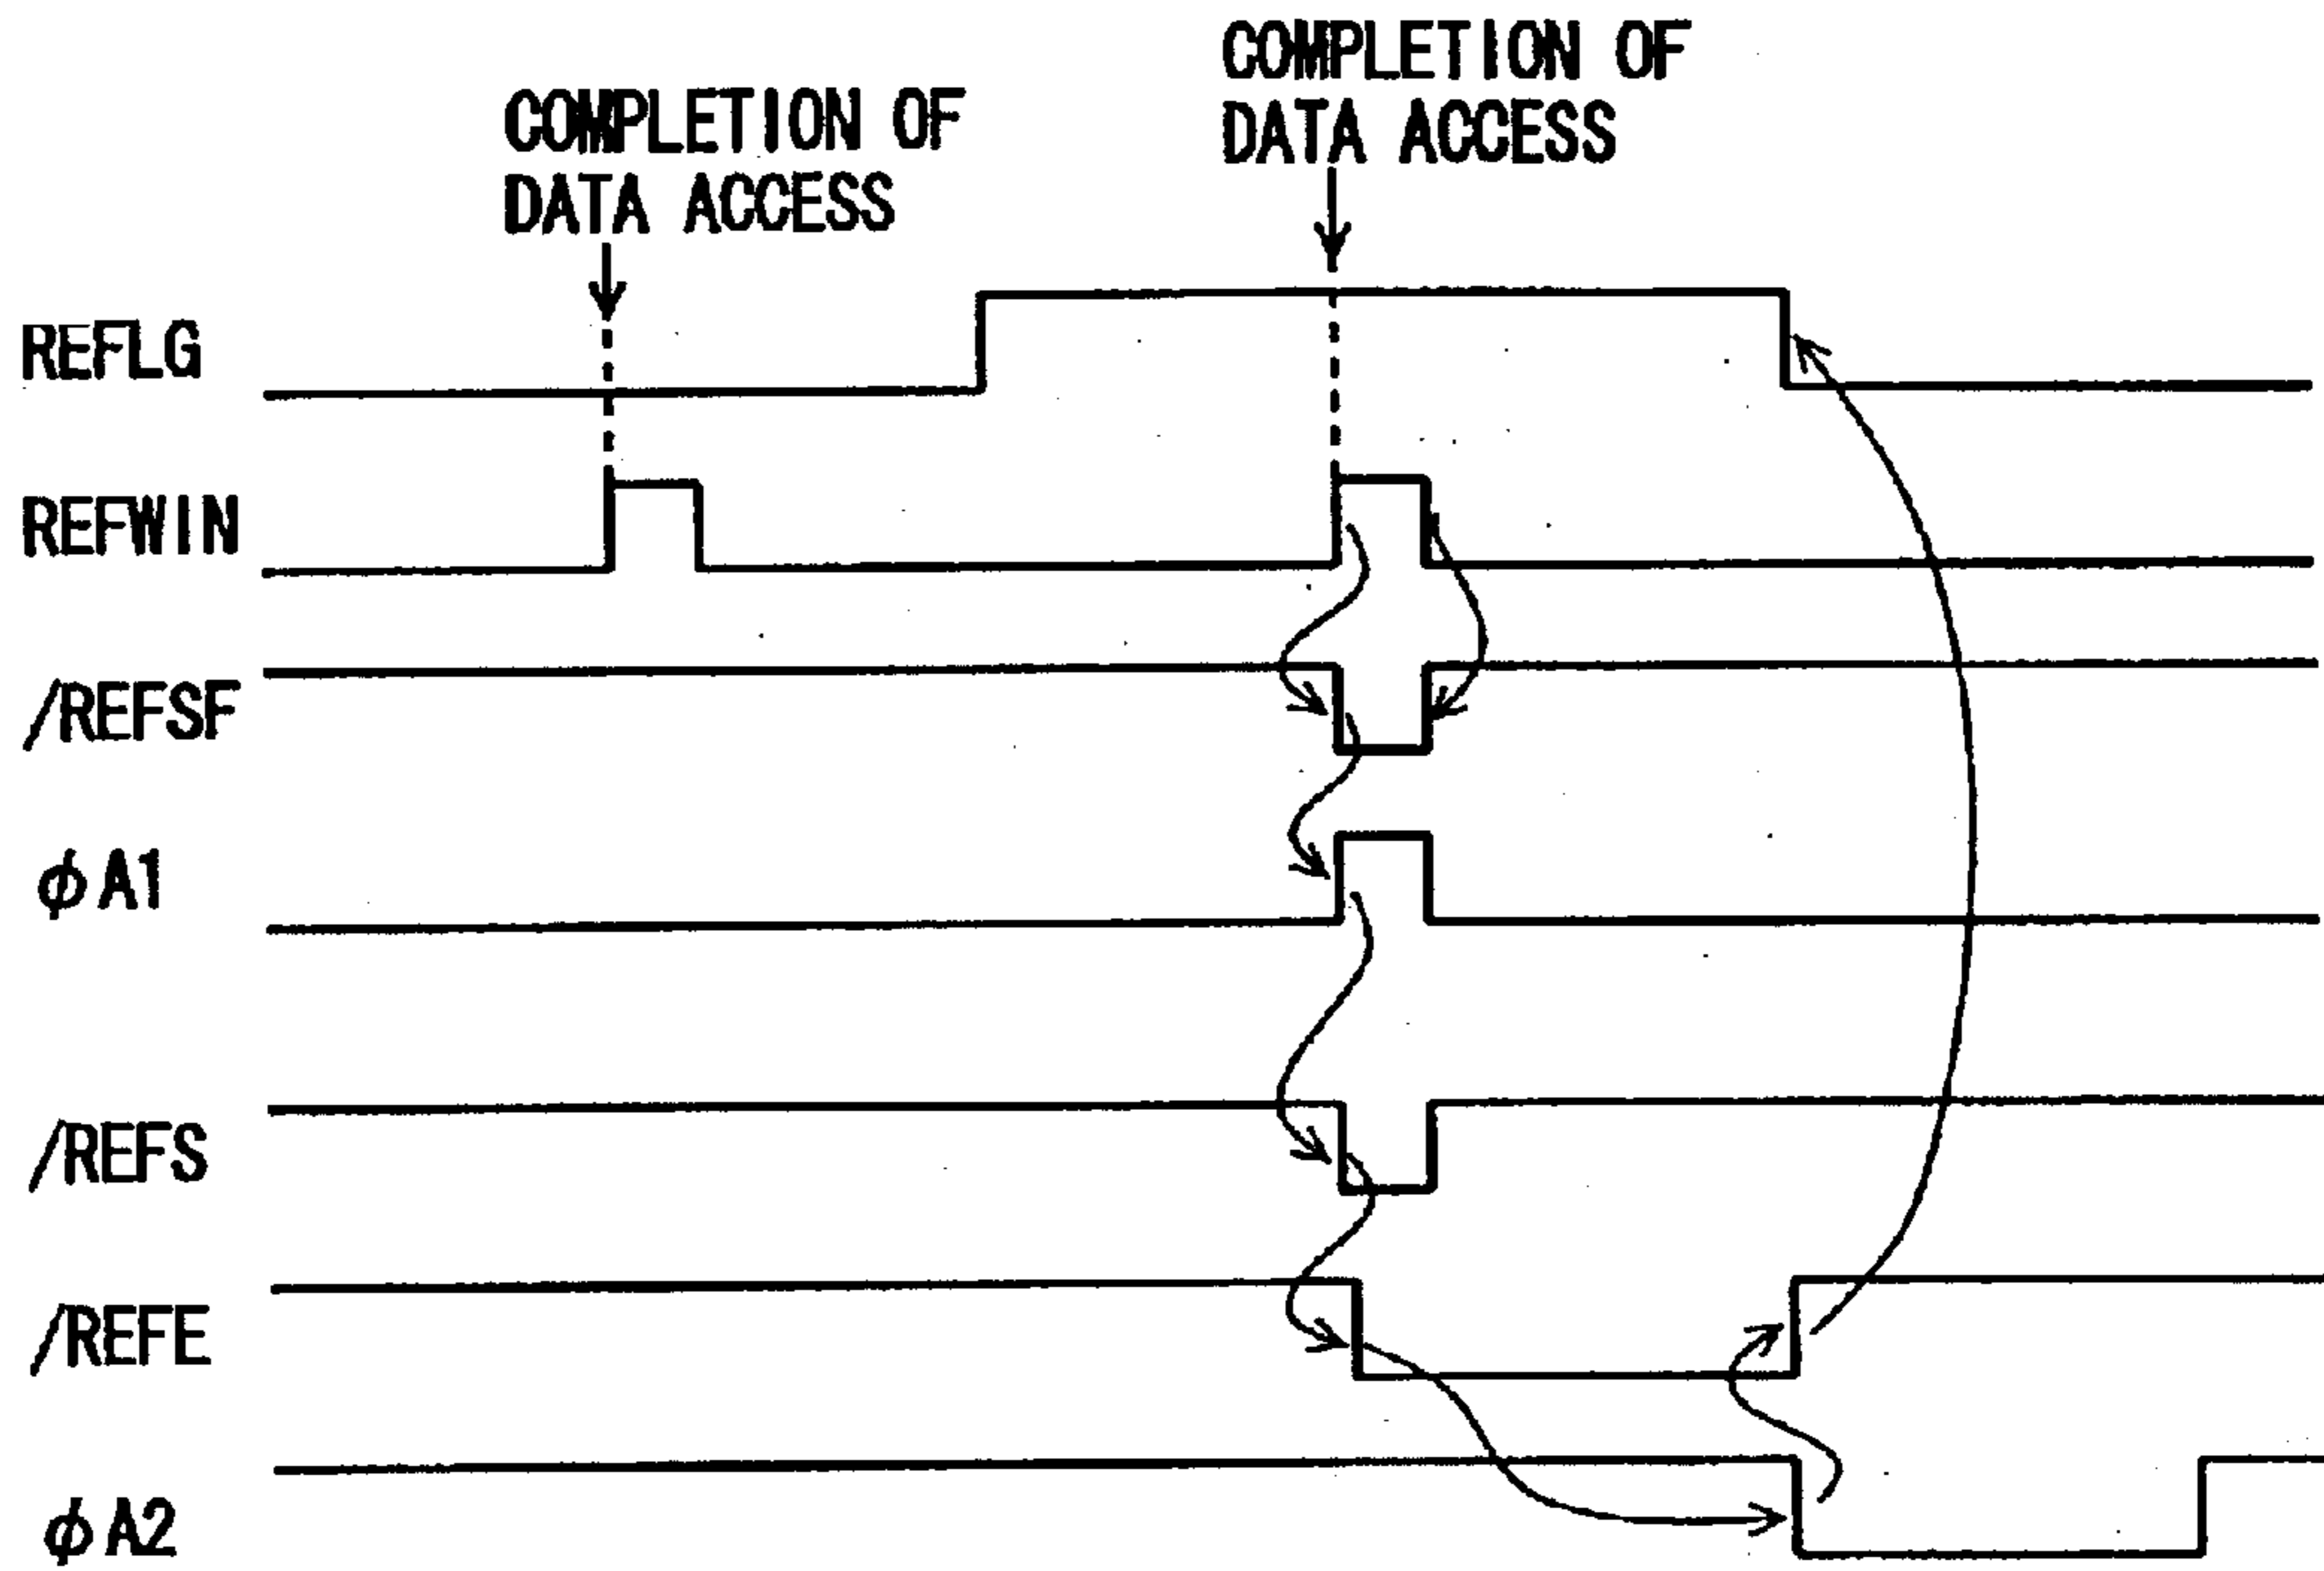 COMPLETION OF
DATA ACCESS
COMPLETION OF
DATA ACCESS
REFLG
REFWIN
/REFSF
φA1
/REFS
/REFE
φA2